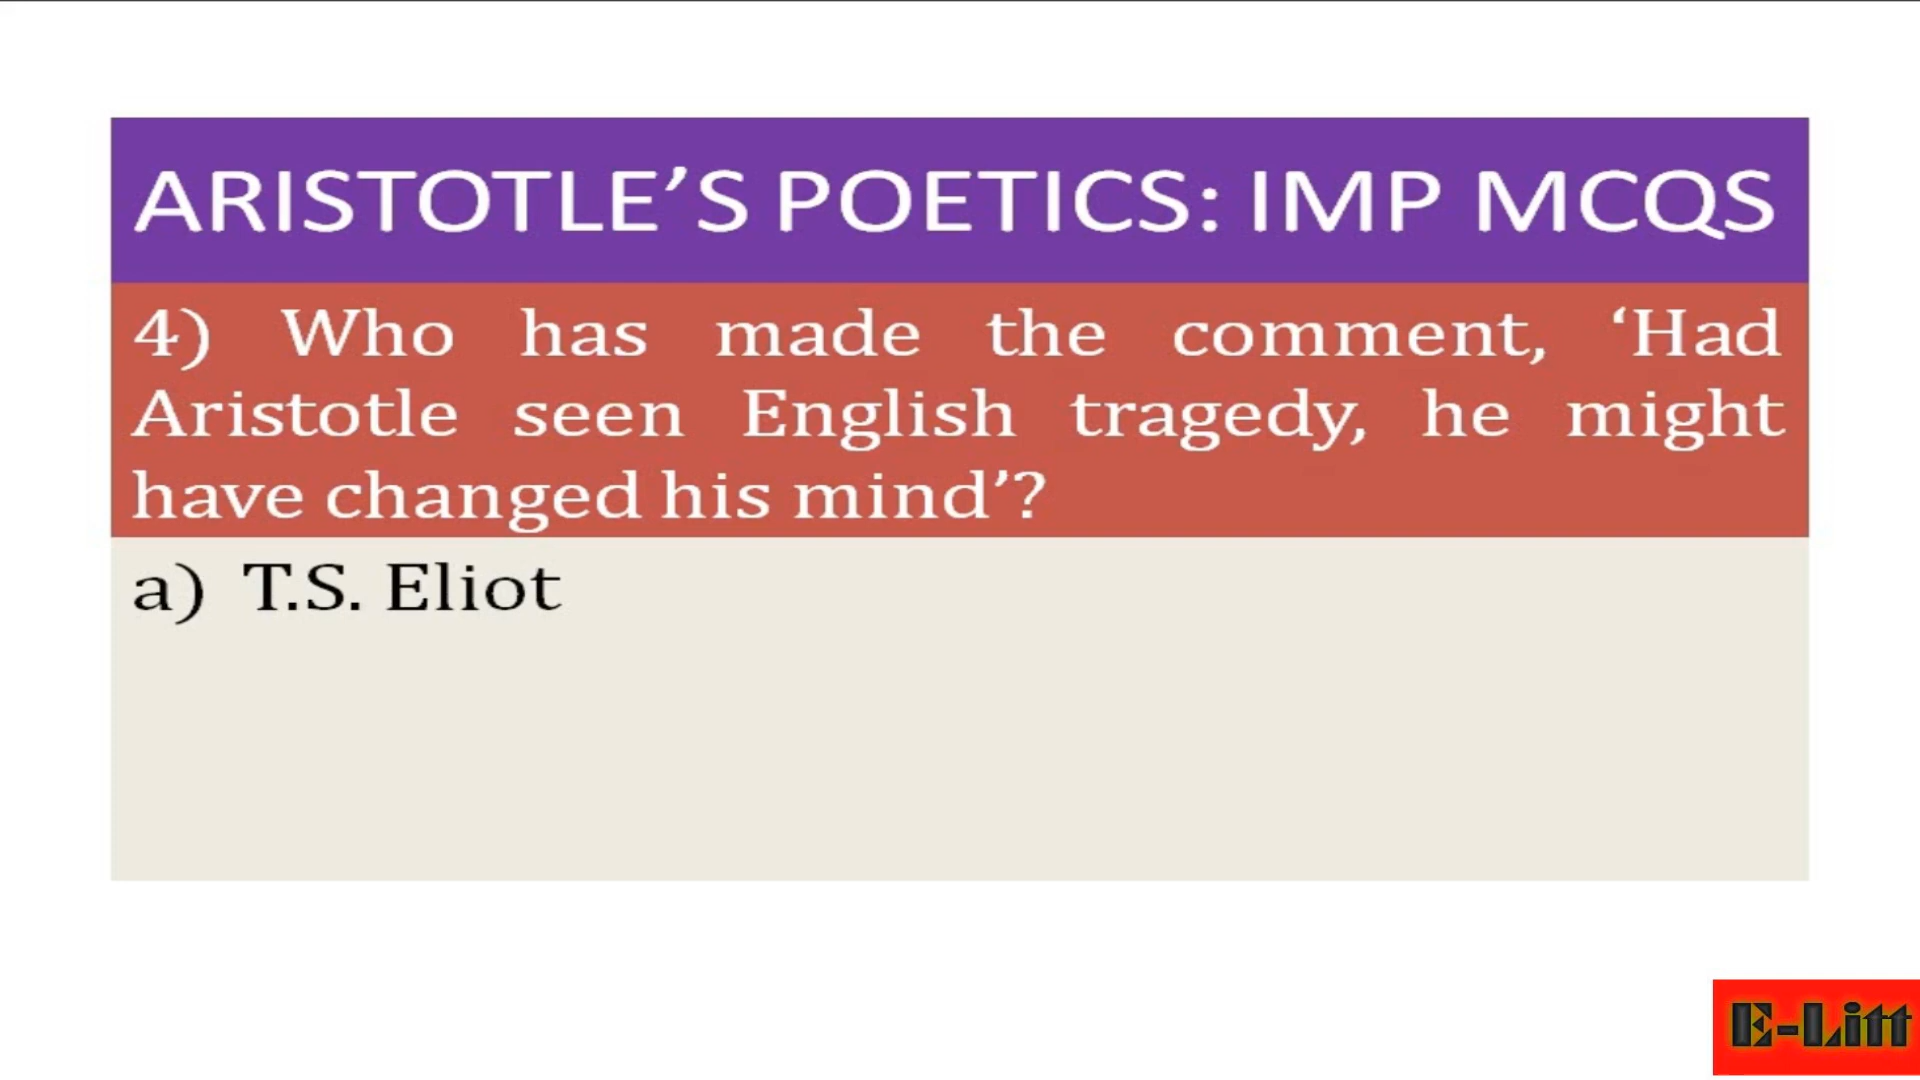 ARISTOTLE’S POETICS: IMP MCQS
4) Who has made the comment, ‘Had
Aristotle seen English tragedy, he might
have changed his mind’?
a) T.S. Eliot
E-Litt